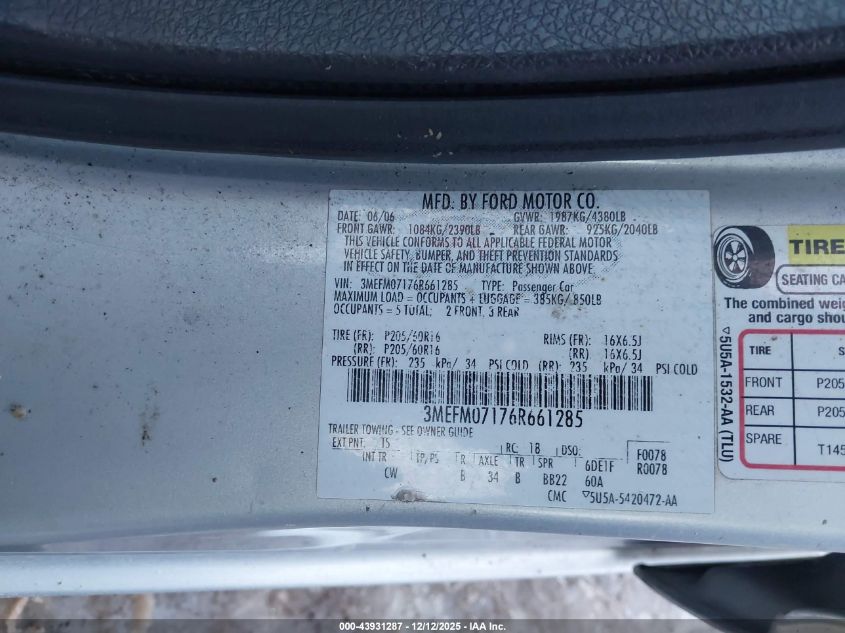 MFD. BY FORD MOTOR CO.
DATE: 06/06 GVWR: 1987KG/4380LB
FRONT GAWR: 1084KG/2390LB REAR GAWR: 925KG/2040LB
THIS VEHICLE CONFORMS TO ALL APPLICABLE FEDERAL MOTOR
VEHICLE SAFETY, BUMPER, AND THEFT PREVENTION STANDARDS
IN EFFECT ON THE DATE OF MANUFACTURE SHOWN ABOVE.
VIN: 3MEFM07176R661285 TYPE: Passenger Car
MAXIMUM LOAD = OCCUPANTS + LUGGAGE = 385KG/ 850LB
OCCUPANTS = 5 TOTAL; 2 FRONT, 3 REAR
TIRE (FR): P205/60R16 RIMS (FR): 16X6.5J
(RR): P205/60R16 (RR) 16X6.5J
PRESSURE (FR): 235 kPa/ 34 PSI COLD (RR): 235 kPa/ 34 PSI COLD
3MEFM07176R661285
TRAILER TOWING - SEE OWNER GUIDE
EXT PNT: TS RC: 18 DSO: F0078
INT TR TP/PS R AXLE TR SPR 6DE1F R0078
CW B 34 B BB22 60A
CMC ▽5U5A-5420472-AA
TIRE
SEATING CA
The combined weig
and cargo shou
▽5U5A-1532-AA (TLU)
TIRE S
FRONT P205
REAR P205
SPARE T145
000-43931287 - 12/12/2025 - IAA Inc.